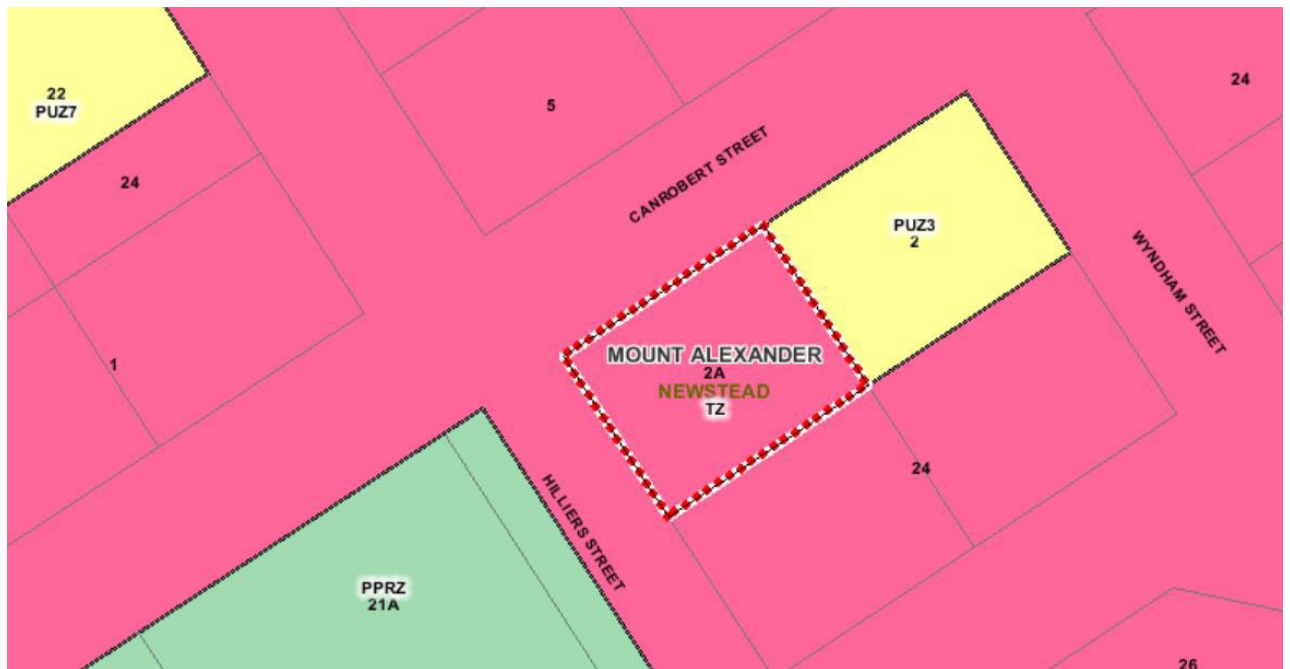 22
PUZ7
24
5
24
CANROBERT STREET
PUZ3
2
WYNDHAM STREET
MOUNT ALEXANDER
2A
NEWSTEAD
TZ
1
24
HILLIERS STREET
PPRZ
21A
26